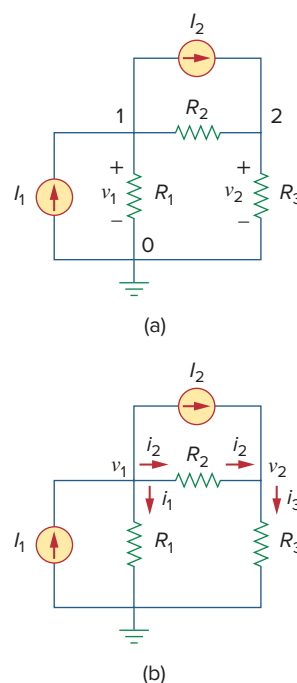 I2
1 R2 2
+ +
I1 v1 R1 v2 R3
– –
0
(a)
I2
v1 i2 R2 i2 v2
i1 i3
I1 R1 R3
(b)